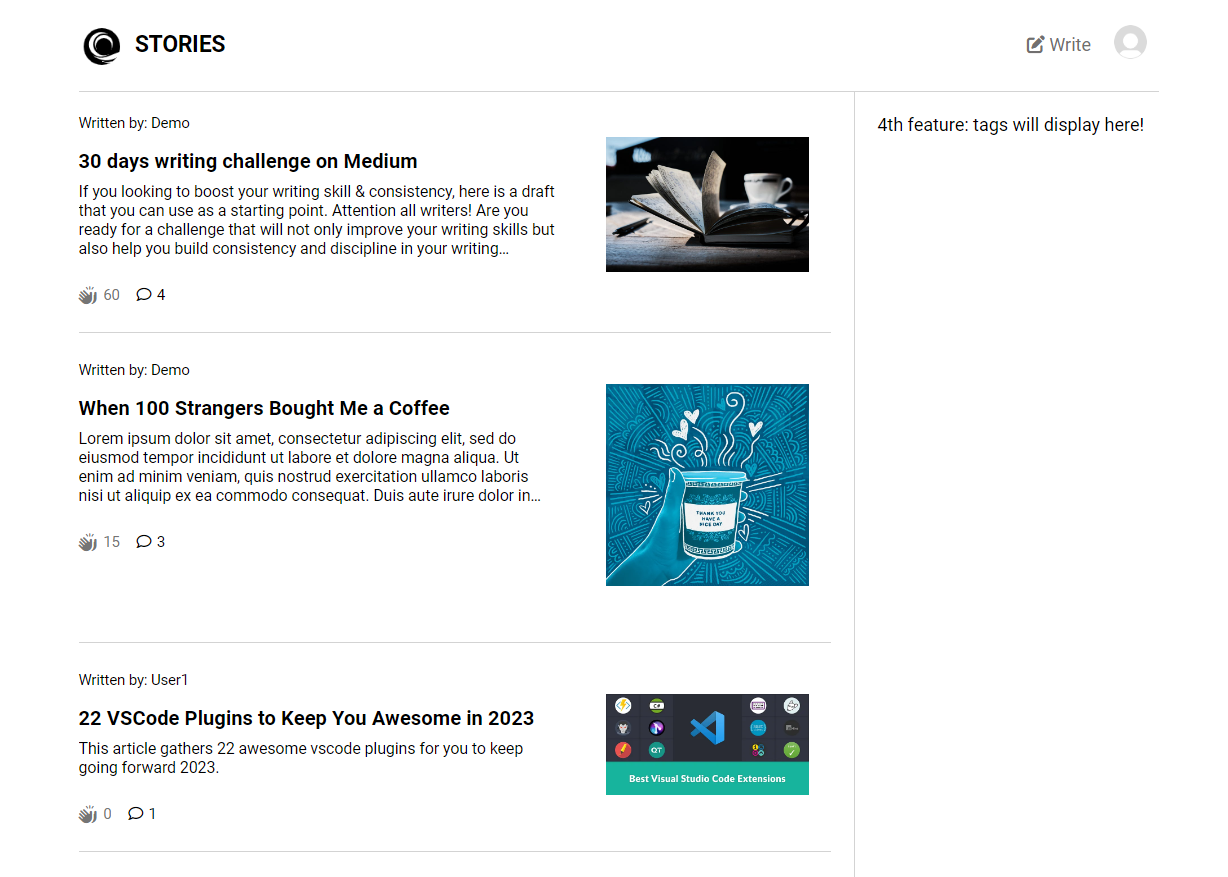 STORIES
Write
Written by: Demo
30 days writing challenge on Medium
If you looking to boost your writing skill & consistency, here is a draft
that you can use as a starting point. Attention all writers! Are you
ready for a challenge that will not only improve your writing skills but
also help you build consistency and discipline in your writing...
60 4
4th feature: tags will display here!
Written by: Demo
When 100 Strangers Bought Me a Coffee
Lorem ipsum dolor sit amet, consectetur adipiscing elit, sed do
eiusmod tempor incididunt ut labore et dolore magna aliqua. Ut
enim ad minim veniam, quis nostrud exercitation ullamco laboris
nisi ut aliquip ex ea commodo consequat. Duis aute irure dolor in...
15 3
THANK YOU
HAVE A
NICE DAY
Written by: User1
22 VSCode Plugins to Keep You Awesome in 2023
This article gathers 22 awesome vscode plugins for you to keep
going forward 2023.
0 1
C#
QT
Best Visual Studio Code Extensions